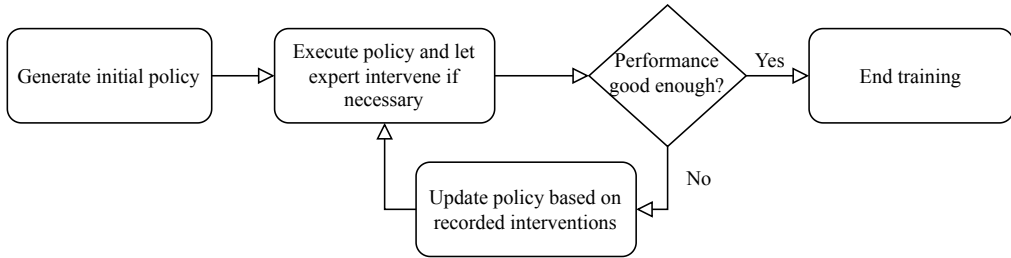 Generate initial policy
Execute policy and let
expert intervene if
necessary
Performance
good enough?
Yes
End training
No
Update policy based on
recorded interventions